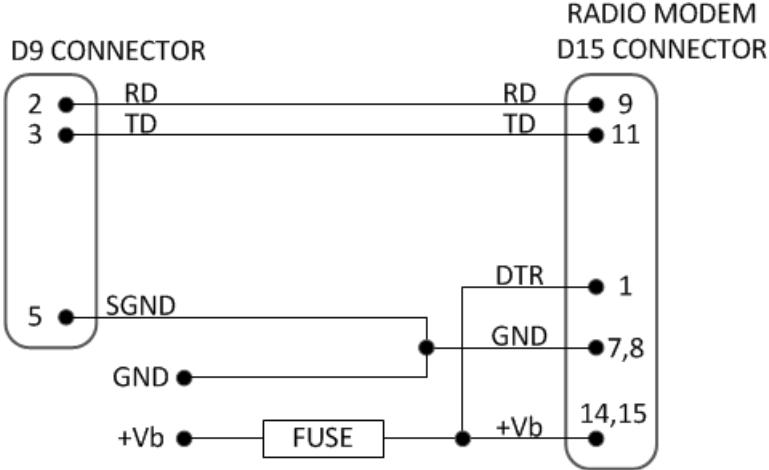 RADIO MODEM
D9 CONNECTOR
D15 CONNECTOR
2 RD RD 9
3 TD TD 11
DTR 1
5 SGND
GND 7,8
GND
14,15
+Vb FUSE +Vb